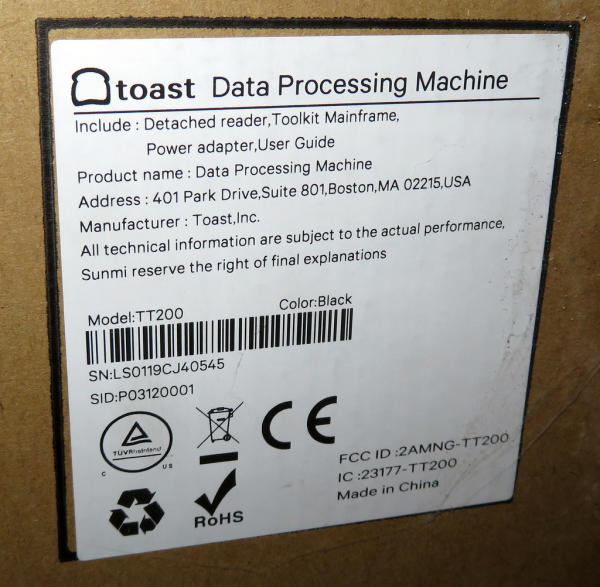 toast Data Processing Machine
Include : Detached reader,Toolkit Mainframe,
Power adapter,User Guide
Product name : Data Processing Machine
Address : 401 Park Drive,Suite 801,Boston,MA 02215,USA
Manufacturer : Toast,Inc.
All technical information are subject to the actual performance,
Sunmi reserve the right of final explanations
Model:TT200 Color:Black
SN:LS0119CJ40545
SID:P03120001
TÜVRheinland
C US
CE
RoHS
FCC ID :2AMNG-TT200
IC :23177-TT200
Made in China